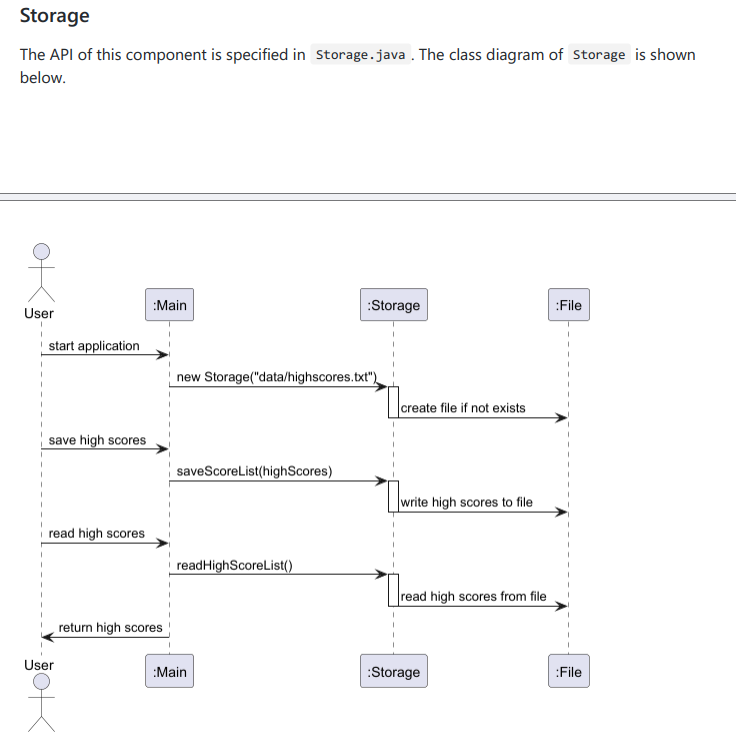 Storage
The API of this component is specified in Storage.java . The class diagram of Storage is shown
below.
User
:Main
:Storage
:File
start application
new Storage("data/highscores.txt")
create file if not exists
save high scores
saveScoreList(highScores)
write high scores to file
read high scores
readHighScoreList()
read high scores from file
return high scores
User
:Main
:Storage
:File